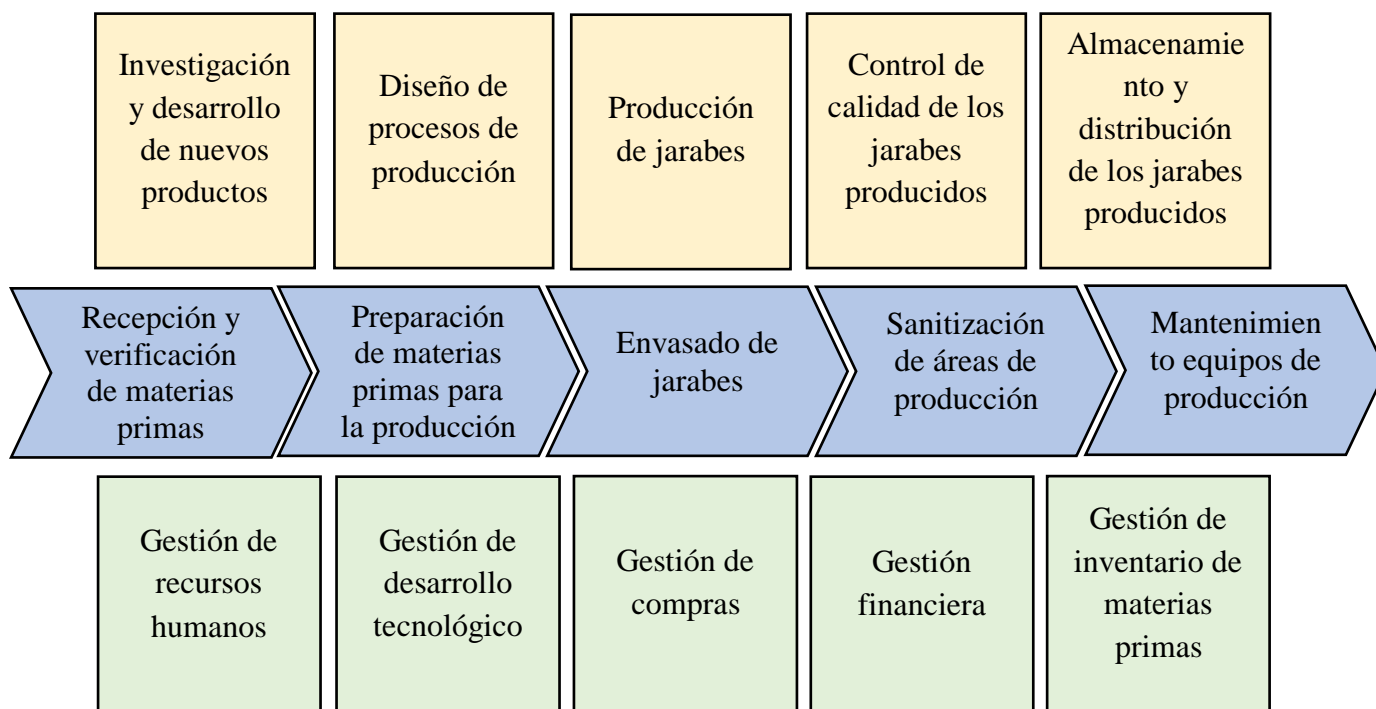 Investigación
y desarrollo
de nuevos
productos
Diseño de
procesos de
producción
Producción
de jarabes
Control de
calidad de los
jarabes
producidos
Almacenamie
nto y
distribución
de los jarabes
producidos
Recepción y
verificación
de materias
primas
Preparación
de materias
primas para
la producción
Envasado de
jarabes
Sanitización
de áreas de
producción
Mantenimien
to equipos de
producción
Gestión de
recursos
humanos
Gestión de
desarrollo
tecnológico
Gestión de
compras
Gestión
financiera
Gestión de
inventario de
materias
primas